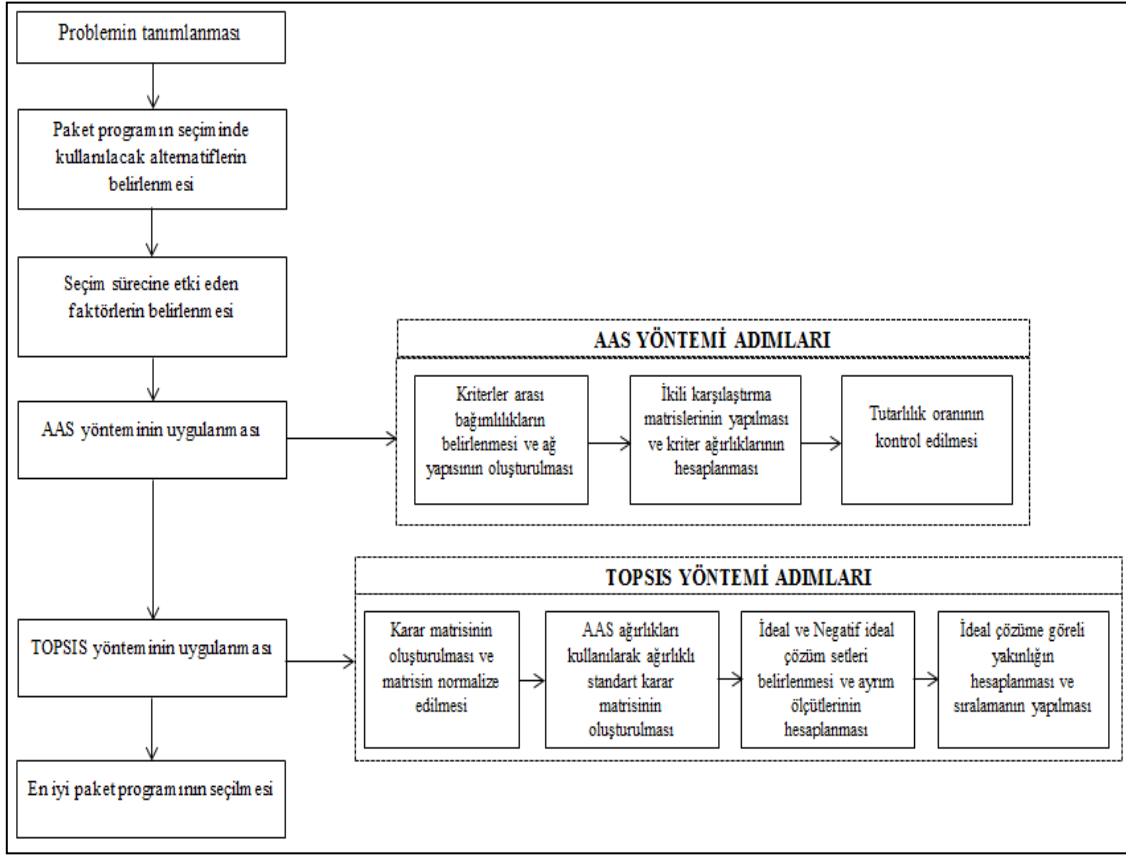 Problemin tanımlanması
Paket programın seçiminde
kullanılacak alternatiflerin
belirlenmesi
Seçim sürecine etki eden
faktörlerin belirlenmesi
AAS yönteminin uygulanması
AAS YÖNTEMİ ADIMLARI
Kriterler arası
bağımlılıkların
belirlenmesi ve ağ
yapısının oluşturulması
İkili karşılaştırma
matrislerinin yapılması
ve kriter ağırlıklarının
hesaplanması
Tutarlılık oranının
kontrol edilmesi
TOPSIS yönteminin uygulanması
TOPSIS YÖNTEMİ ADIMLARI
Karar matrisinin
oluşturulması ve
matrisin normalize
edilmesi
AAS ağırlıkları
kullanılarak ağırlıklı
standart karar
matrisinin
oluşturulması
İdeal ve Negatif ideal
çözüm setleri
belirlenmesi ve ayrım
ölçütlerinin
hesaplanması
İdeal çözüme göreli
yakınlığın
hesaplanması ve
sıralamanın yapılması
En iyi paket programının seçilmesi